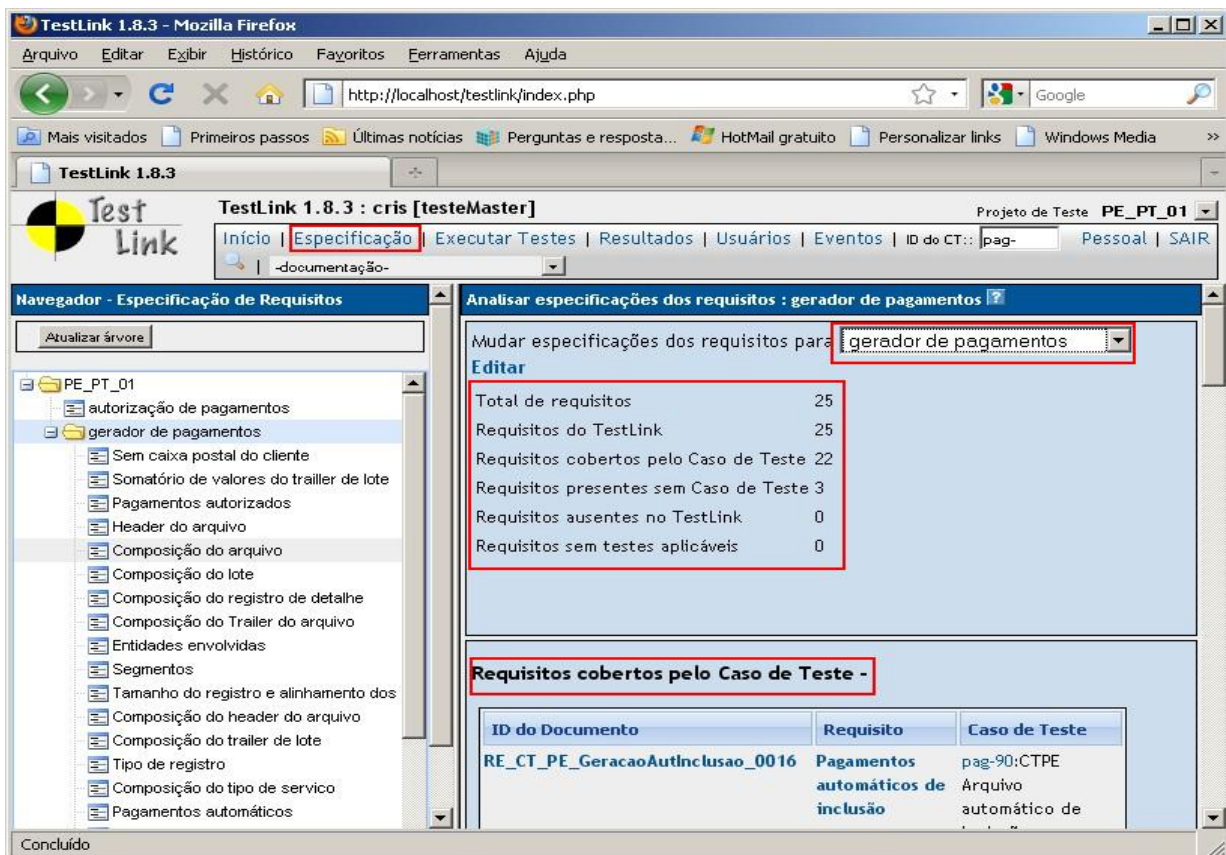 TestLink 1.8.3 - Mozilla Firefox
Arquivo Editar Exibir Histórico Favoritos Ferramentas Ajuda
http://localhost/testlink/index.php
Google
Mais visitados Primeiros passos Últimas notícias Perguntas e resposta... HotMail gratuito Personalizar links Windows Media »
TestLink 1.8.3
Test Link
TestLink 1.8.3 : cris [testeMaster]
Projeto de Teste PE_PT_01
Início | Especificação | Executar Testes | Resultados | Usuários | Eventos | ID do CT:: pag- Pessoal | SAIR
| -documentação-
Navegador - Especificação de Requisitos
Atualizar árvore
PE_PT_01
autorização de pagamentos
gerador de pagamentos
Sem caixa postal do cliente
Somatório de valores do trailler de lote
Pagamentos autorizados
Header do arquivo
Composição do arquivo
Composição do lote
Composição do registro de detalhe
Composição do Trailer do arquivo
Entidades envolvidas
Segmentos
Tamanho do registro e alinhamento dos
Composição do header do arquivo
Composição do trailer de lote
Tipo de registro
Composição do tipo de servico
Pagamentos automáticos
Analisar especificações dos requisitos : gerador de pagamentos ?
Mudar especificações dos requisitos para gerador de pagamentos
Editar
Total de requisitos 25
Requisitos do TestLink 25
Requisitos cobertos pelo Caso de Teste 22
Requisitos presentes sem Caso de Teste 3
Requisitos ausentes no TestLink 0
Requisitos sem testes aplicáveis 0
Requisitos cobertos pelo Caso de Teste -
ID do Documento Requisito Caso de Teste
RE_CT_PE_GeracaoAutInclusao_0016 Pagamentos automáticos de inclusão pag-90:CTPE Arquivo automático de
Concluído